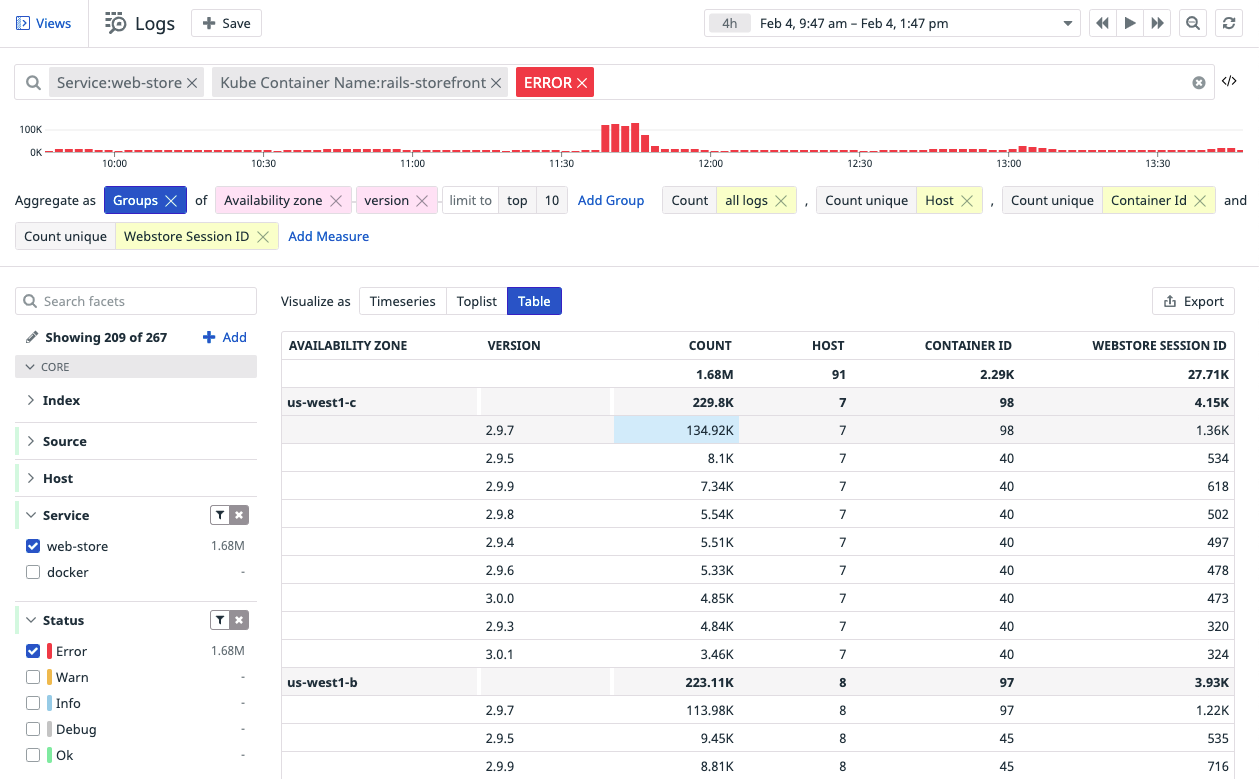 Views Logs Save 4h Feb 4, 9:47 am – Feb 4, 1:47 pm
Service:web-store Kube Container Name:rails-storefront ERROR </>
100K
0K
10:00 10:30 11:00 11:30 12:00 12:30 13:00 13:30
Aggregate as Groups of Availability zone version limit to top 10 Add Group Count all logs , Count unique Host , Count unique Container Id and
Count unique Webstore Session ID Add Measure
Search facets
Showing 209 of 267 Add
CORE
Index
Source
Host
Service
web-store 1.68M
docker -
Status
Error 1.68M
Warn -
Info -
Debug -
Ok -
Visualize as Timeseries Toplist Table Export
AVAILABILITY ZONE VERSION COUNT HOST CONTAINER ID WEBSTORE SESSION ID
1.68M 91 2.29K 27.71K
us-west1-c 229.8K 7 98 4.15K
2.9.7 134.92K 7 98 1.36K
2.9.5 8.1K 7 40 534
2.9.9 7.34K 7 40 618
2.9.8 5.54K 7 40 502
2.9.4 5.51K 7 40 497
2.9.6 5.33K 7 40 478
3.0.0 4.85K 7 40 473
2.9.3 4.84K 7 40 320
3.0.1 3.46K 7 40 324
us-west1-b 223.11K 8 97 3.93K
2.9.7 113.98K 8 97 1.22K
2.9.5 9.45K 8 45 535
2.9.9 8.81K 8 45 716